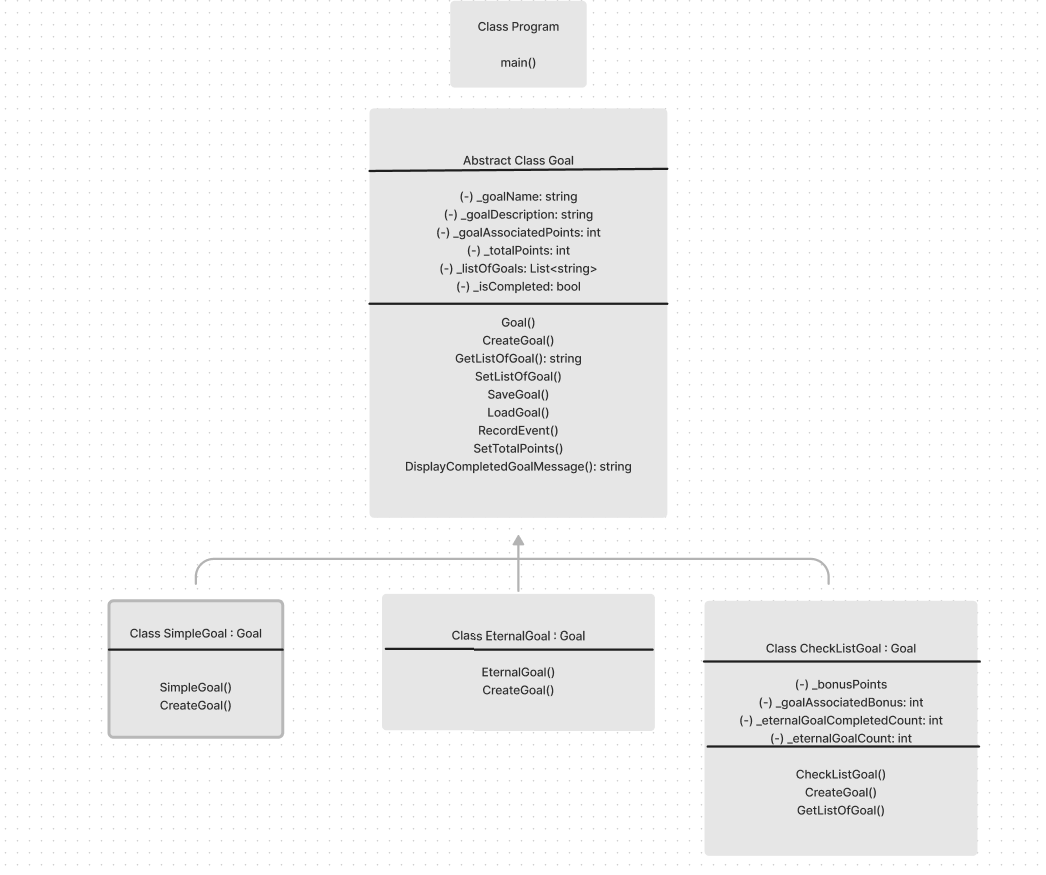 Class Program
main()
Abstract Class Goal
(-) _goalName: string
(-) _goalDescription: string
(-) _goalAssociatedPoints: int
(-) _totalPoints: int
(-) _listOfGoals: List<string>
(-) _isCompleted: bool
Goal()
CreateGoal()
GetListOfGoal(): string
SetListOfGoal()
SaveGoal()
LoadGoal()
RecordEvent()
SetTotalPoints()
DisplayCompletedGoalMessage(): string
Class SimpleGoal : Goal
SimpleGoal()
CreateGoal()
Class EternalGoal : Goal
EternalGoal()
CreateGoal()
Class CheckListGoal : Goal
(-) _bonusPoints
(-) _goalAssociatedBonus: int
(-) _eternalGoalCompletedCount: int
(-) _eternalGoalCount: int
CheckListGoal()
CreateGoal()
GetListOfGoal()